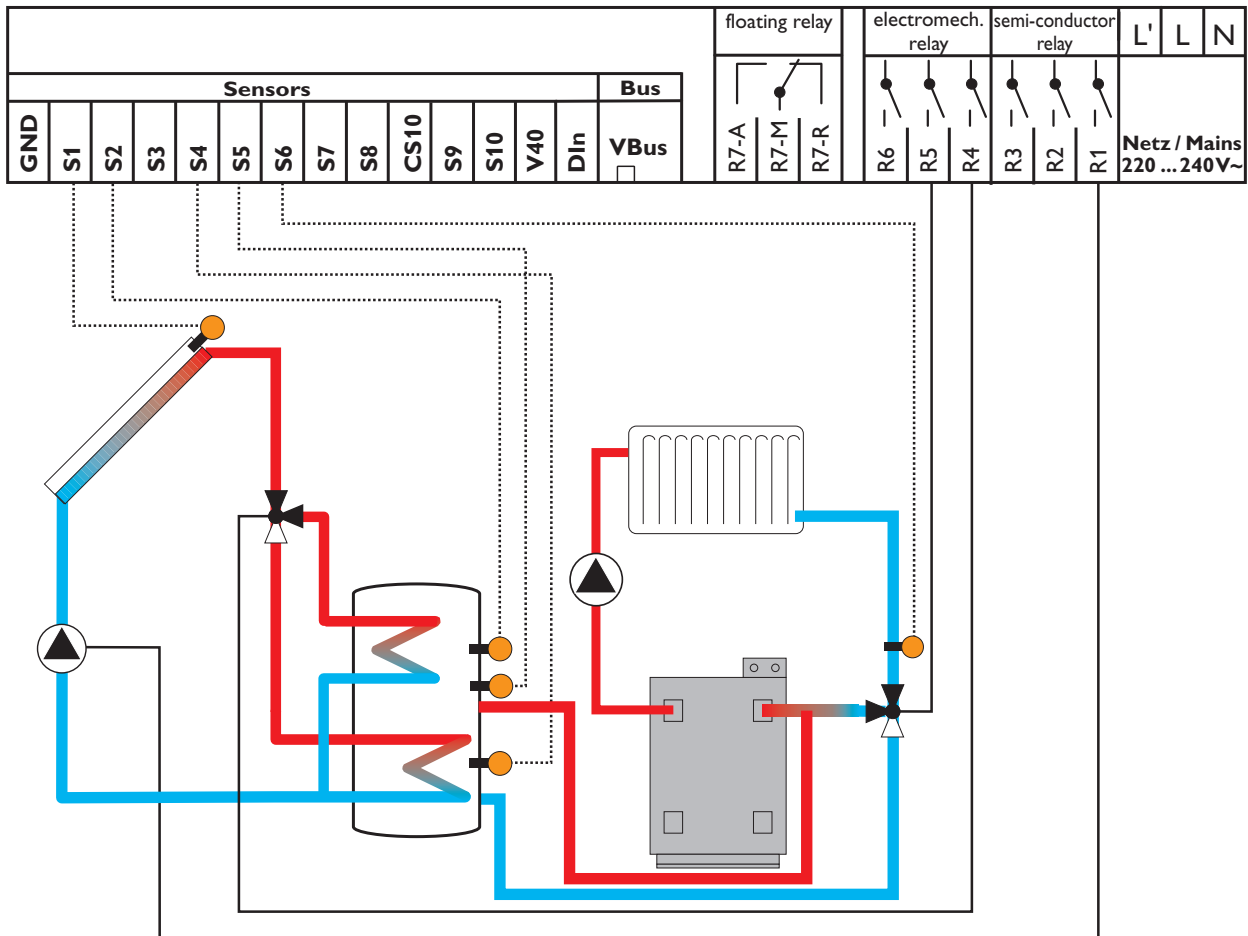 floating relay
electromech.
relay
semi-conductor
relay
L' L N
Sensors
Bus
GND
S1
S2
S3
S4
S5
S6
S7
S8
CS10
S9
S10
V40
DIn
VBus
R7-A
R7-M
R7-R
R6
R5
R4
R3
R2
R1
Netz / Mains
220 ... 240V~